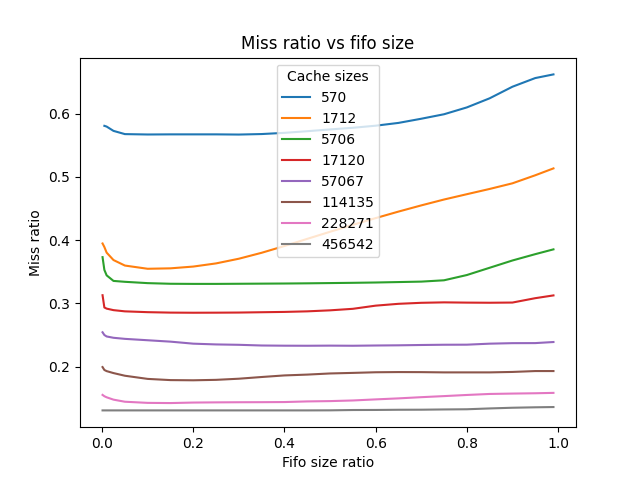 Miss ratio vs fifo size
Cache sizes
570
1712
5706
17120
57067
114135
228271
456542
Miss ratio
0.6
0.5
0.4
0.3
0.2
0.0 0.2 0.4 0.6 0.8 1.0
Fifo size ratio